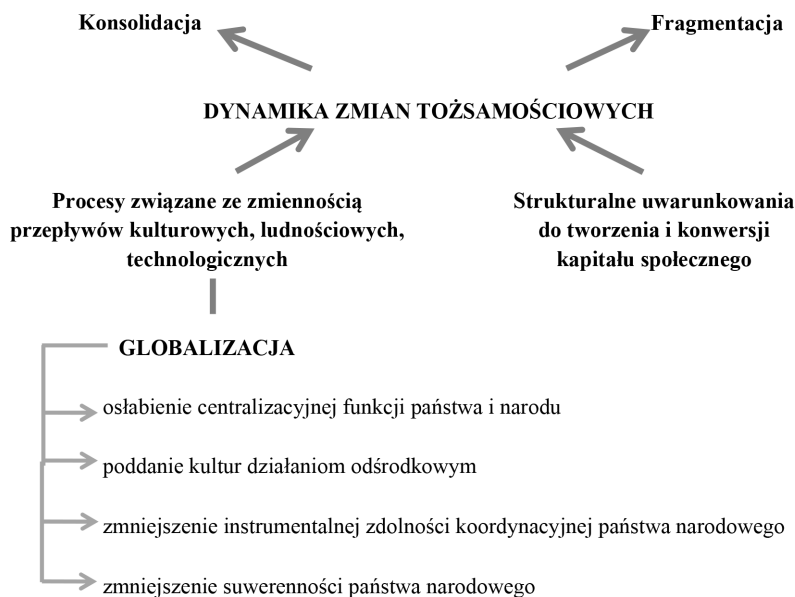 Konsolidacja
Fragmentacja
DYNAMIKA ZMIAN TOŻSAMOŚCIOWYCH
Procesy związane ze zmiennością
przepływów kulturowych, ludnościowych,
technologicznych
Strukturalne uwarunkowania
do tworzenia i konwersji
kapitału społecznego
GLOBALIZACJA
osłabienie centralizacyjnej funkcji państwa i narodu
poddanie kultur działaniom odśrodkowym
zmniejszenie instrumentalnej zdolności koordynacyjnej państwa narodowego
zmniejszenie suwerenności państwa narodowego